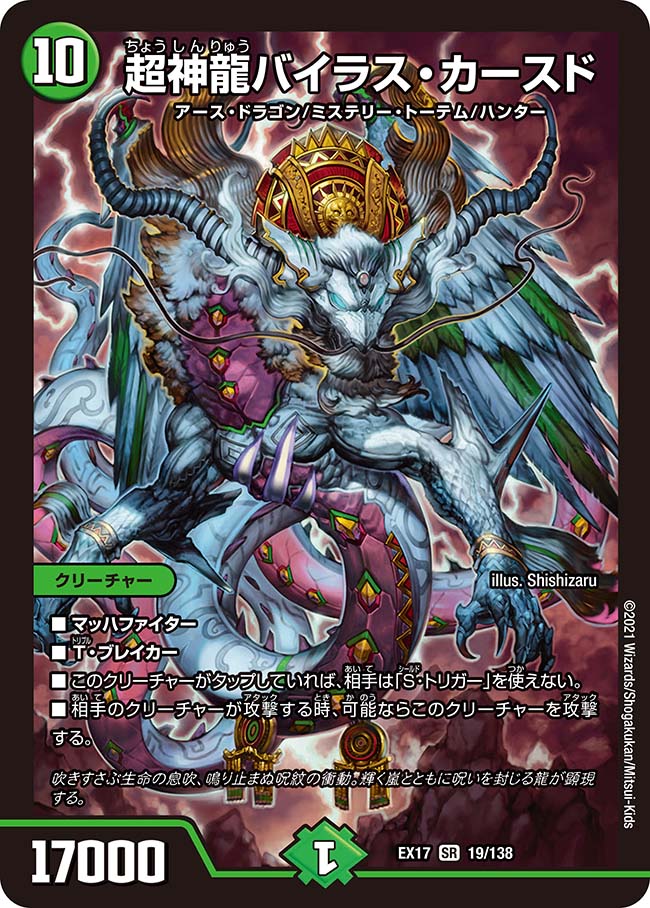 10
ちょうしんりゅう
超神龍バイラス・カースド
アース・ドラゴン/ミステリー・トーテム/ハンター
クリーチャー
illus. Shishizaru
■マッハファイター
トリプル
■T・ブレイカー
あいて シールド つか
■このクリーチャーがタップしていれば、相手は「S・トリガー」を使えない。
あいて アタック とき かのう アタック
■相手のクリーチャーが攻撃する時、可能ならこのクリーチャーを攻撃
する。
吹きすさぶ生命の息吹、鳴り止まぬ呪紋の衝動。輝く嵐とともに呪いを封じる龍が顕現
する。
©2021 Wizards/Shogakukan/Mitsui-Kids
17000
1
EX17 SR 19/138